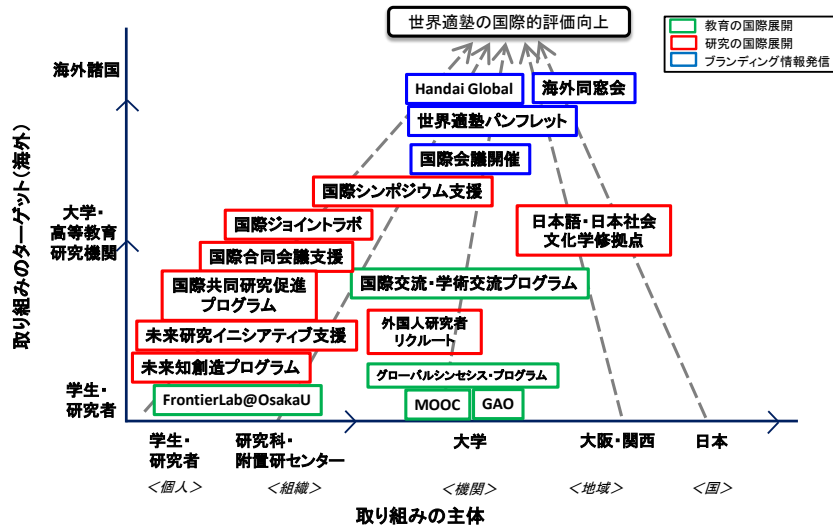 世界適塾の国際的評価向上
教育の国際展開
研究の国際展開
ブランディング情報発信
取り組みのターゲット(海外)
海外諸国
大学・
高等教育
研究機関
学生・
研究者
Handai Global
海外同窓会
世界適塾パンフレット
国際会議開催
国際シンポジウム支援
国際ジョイントラボ
日本語・日本社会
文化学修拠点
国際合同会議支援
国際共同研究促進
プログラム
国際交流・学術交流プログラム
未来研究イニシアティブ支援
外国人研究者
リクルート
未来知創造プログラム
グローバルシンセシス・プログラム
FrontierLab@OsakaU
MOOC
GAO
学生・
研究者
研究科・
附置研センター
大学
大阪・関西
日本
<個人>
<組織>
<機関>
<地域>
<国>
取り組みの主体